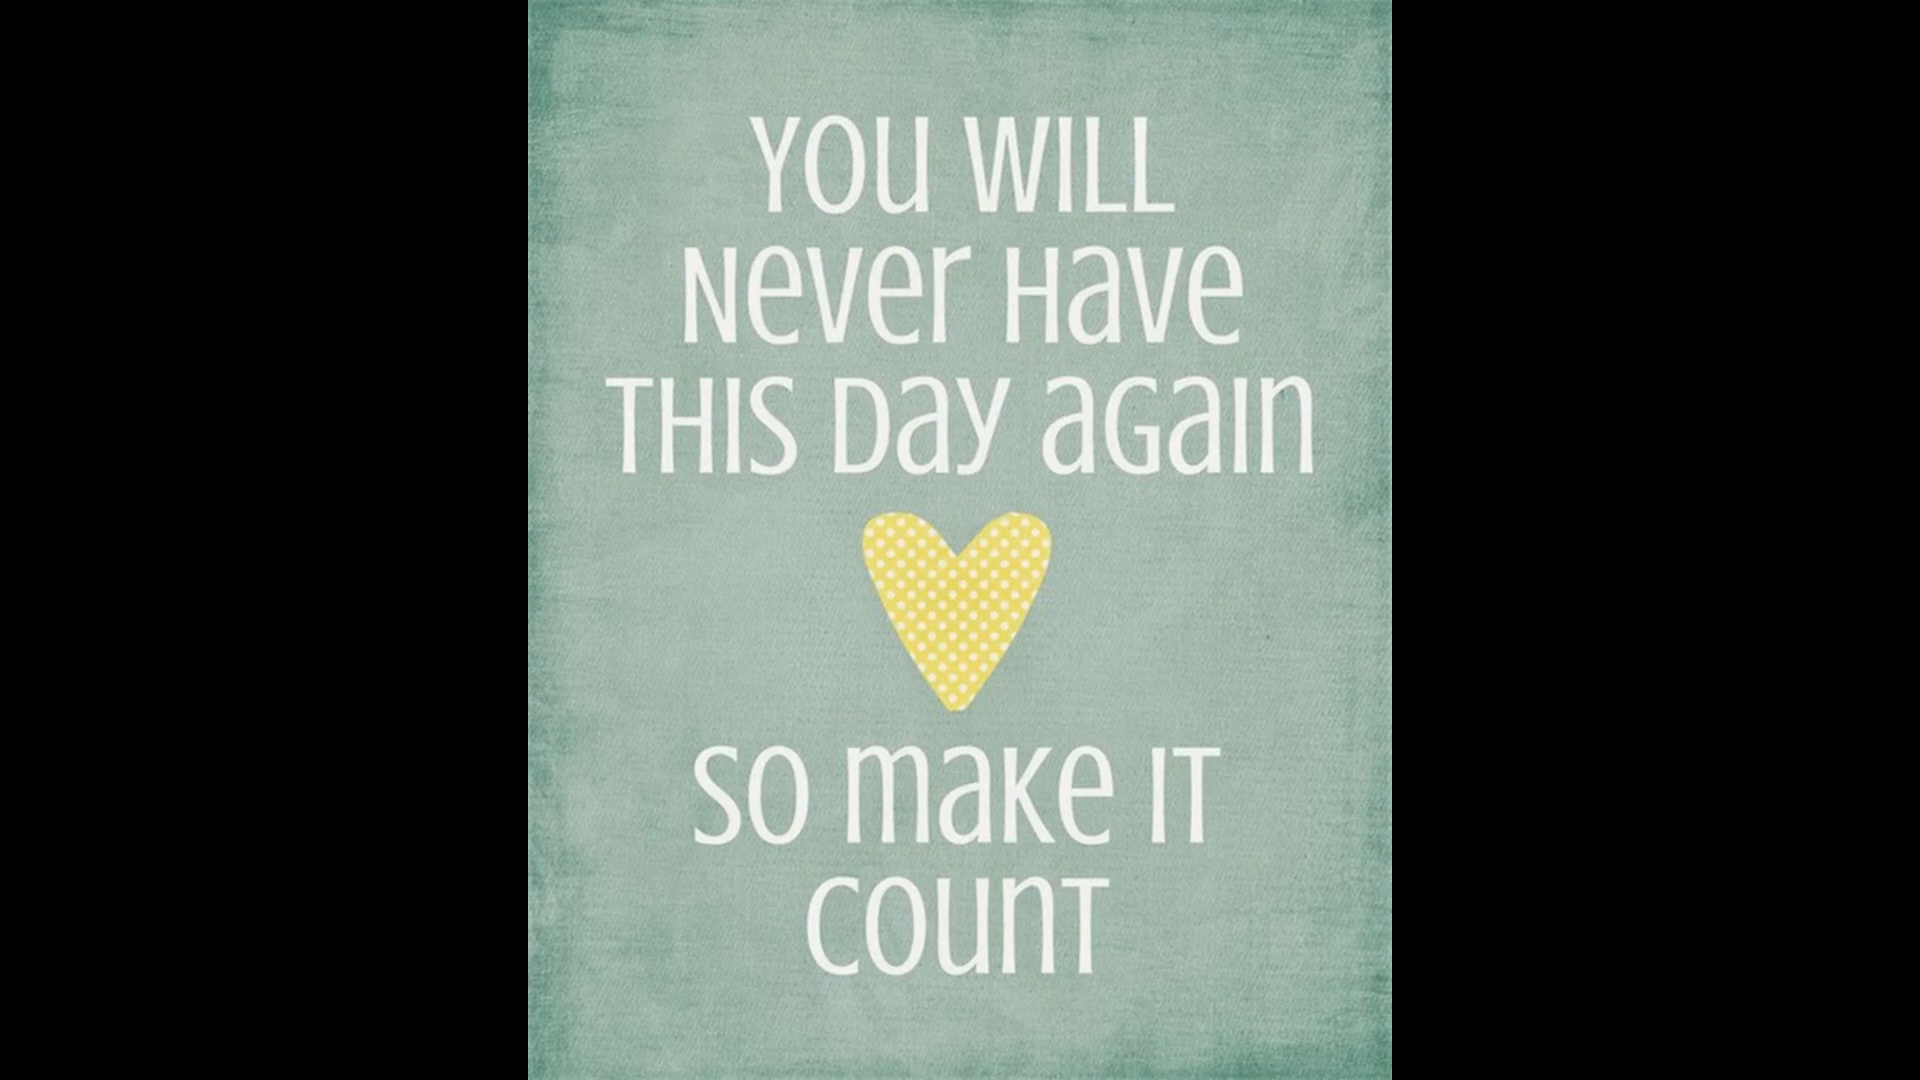 YOU WILL
Never Have
THIS Day again
SO make IT
COUNT